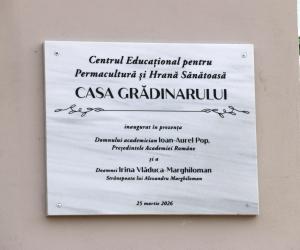 Centrul Educațional pentru
Permacultură și Hrană Sănătoasă
CASA GRĂDINARULUI
inaugurat în prezența
Domnului academician Ioan-Aurel Pop,
Președintele Academiei Române
și a
Doamnei Irina Vlăduca-Marghiloman
Strănepoata lui Alexandru Marghiloman
25 martie 2026